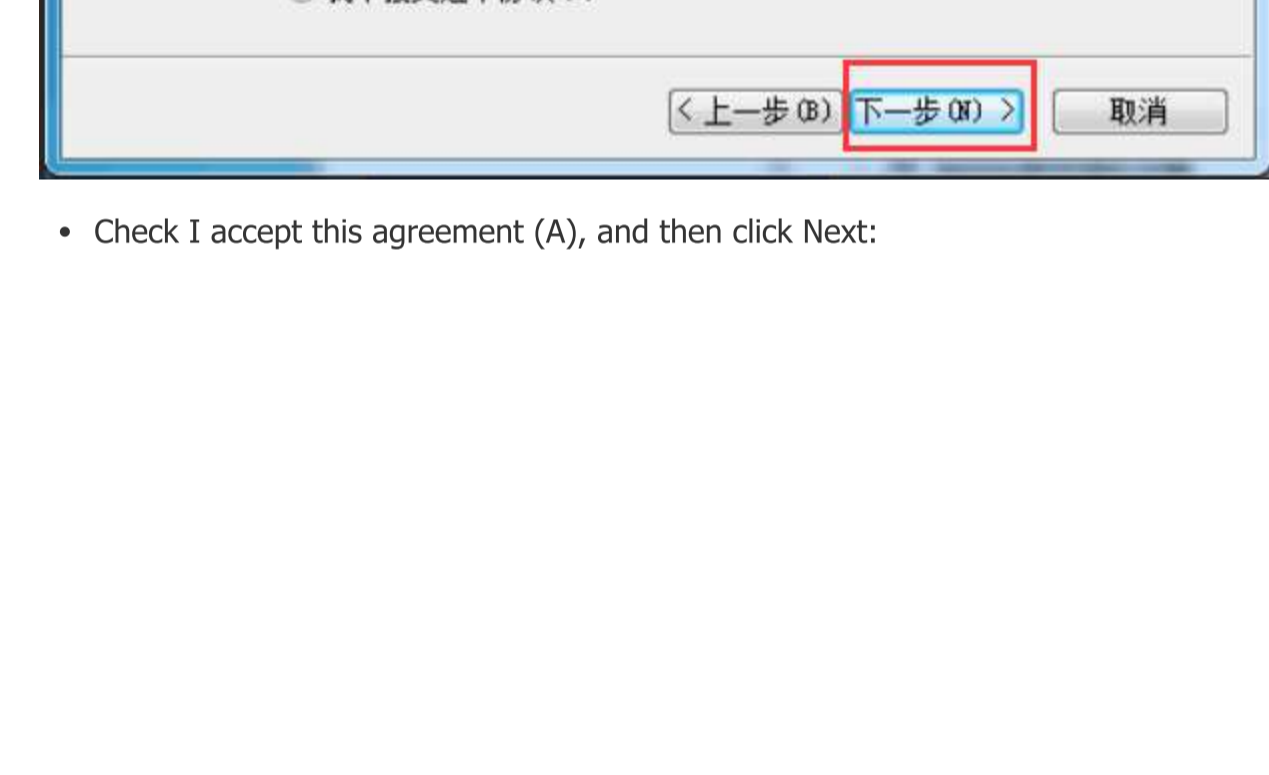 < 上一步(B)
下一步(N) >
取消
• Check I accept this agreement (A), and then click Next: